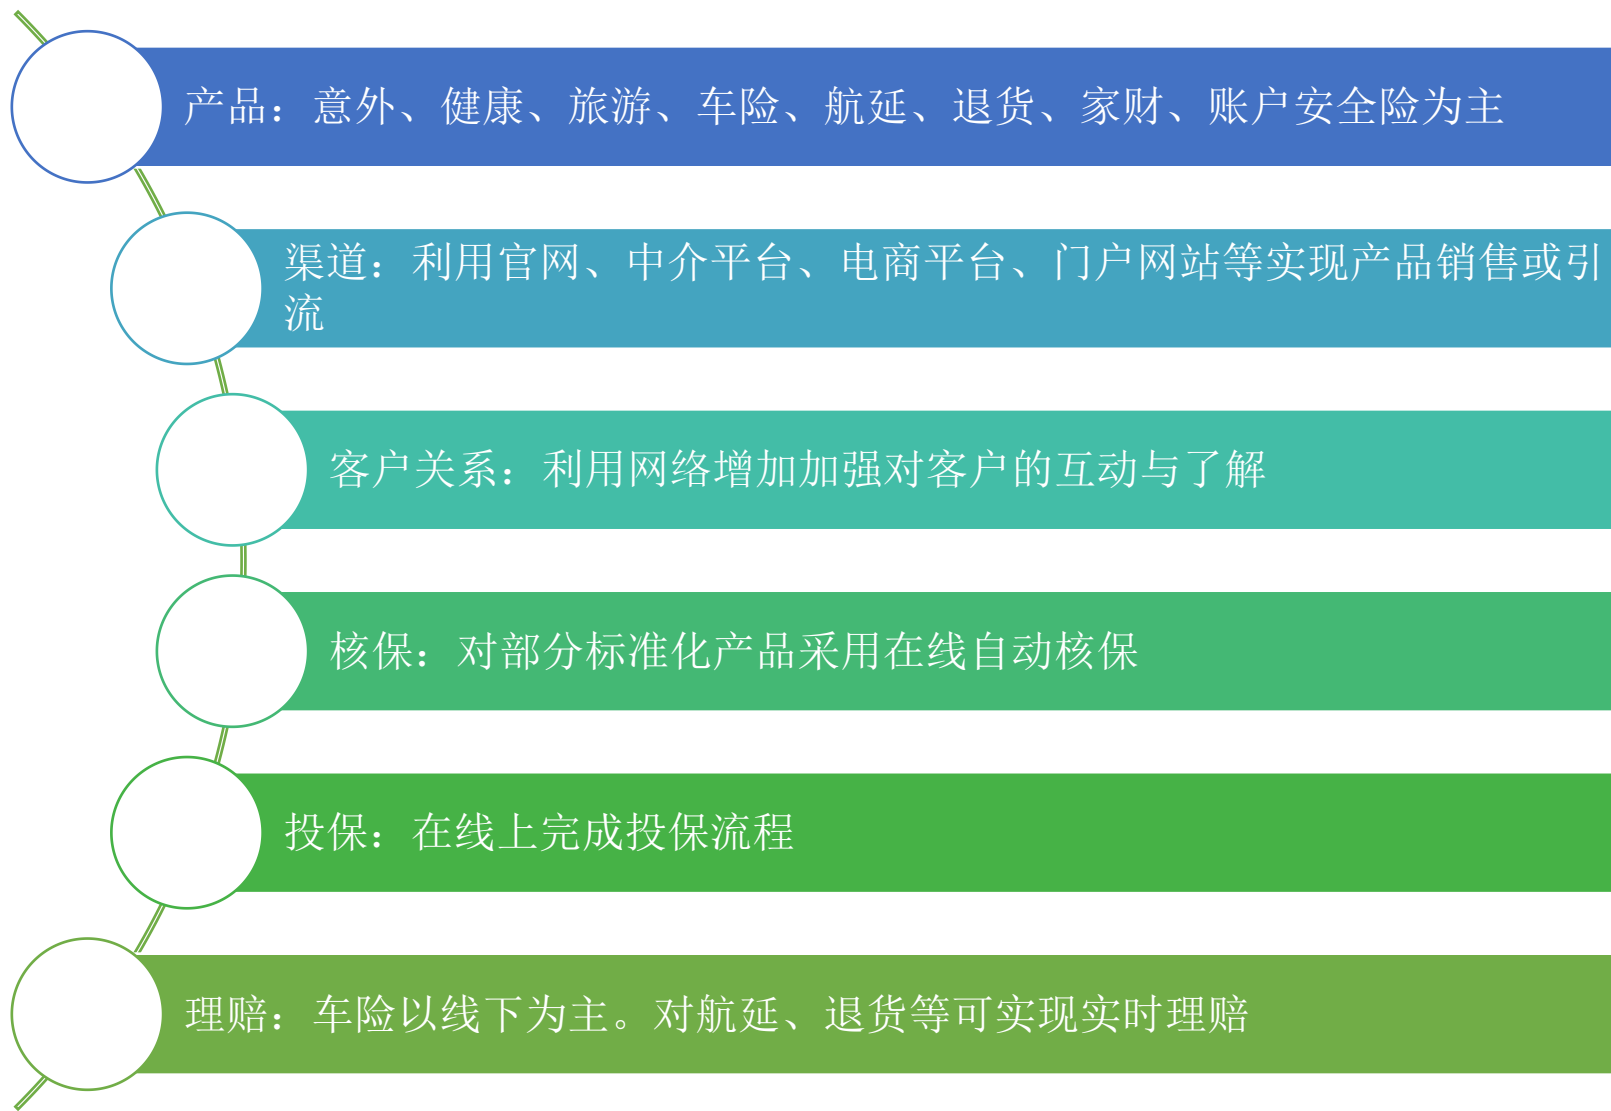 产品：意外、健康、旅游、车险、航延、退货、家财、账户安全险为主
渠道：利用官网、中介平台、电商平台、门户网站等实现产品销售或引
流
客户关系：利用网络增加加强对客户的互动与了解
核保：对部分标准化产品采用在线自动核保
投保：在线上完成投保流程
理赔：车险以线下为主。对航延、退货等可实现实时理赔